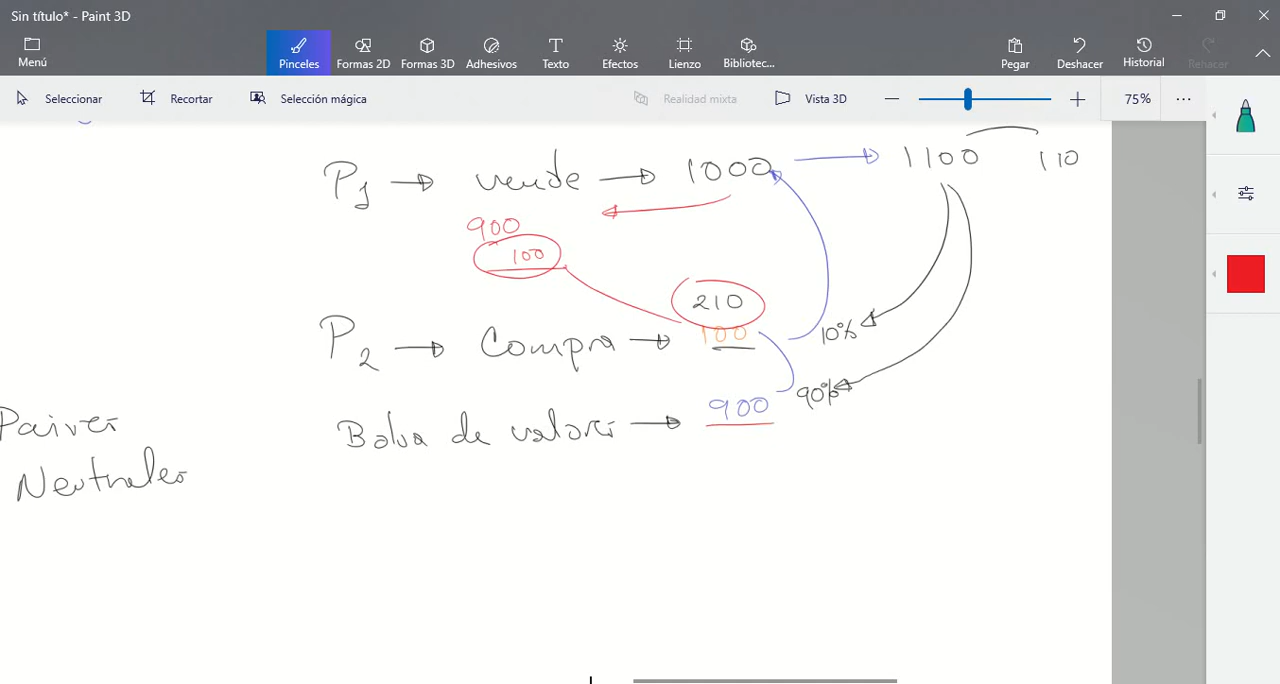 Sin título* - Paint 3D
Menú
Pinceles
Formas 2D
Formas 3D
Adhesivos
Texto
Efectos
Lienzo
Bibliotec...
Pegar
Deshacer
Historial
Rehacer
Seleccionar
Recortar
Selección mágica
Realidad mixta
Vista 3D
75%
P1 → vende → 1000 → 1100 110
900
100
210
P2 → Compra → 100 10%
90%
Bolsa de valores → 900
Paises
Neutrales